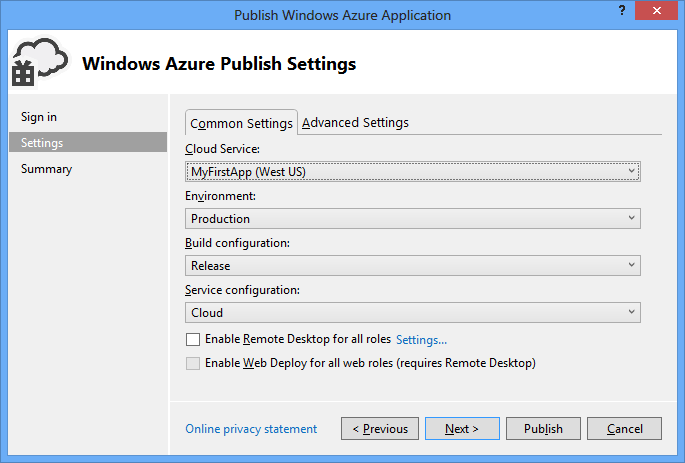 Publish Windows Azure Application
?
Windows Azure Publish Settings
Sign in
Settings
Summary
Common Settings Advanced Settings
Cloud Service:
MyFirstApp (West US)
Environment:
Production
Build configuration:
Release
Service configuration:
Cloud
Enable Remote Desktop for all roles Settings...
Enable Web Deploy for all web roles (requires Remote Desktop)
Online privacy statement < Previous Next > Publish Cancel